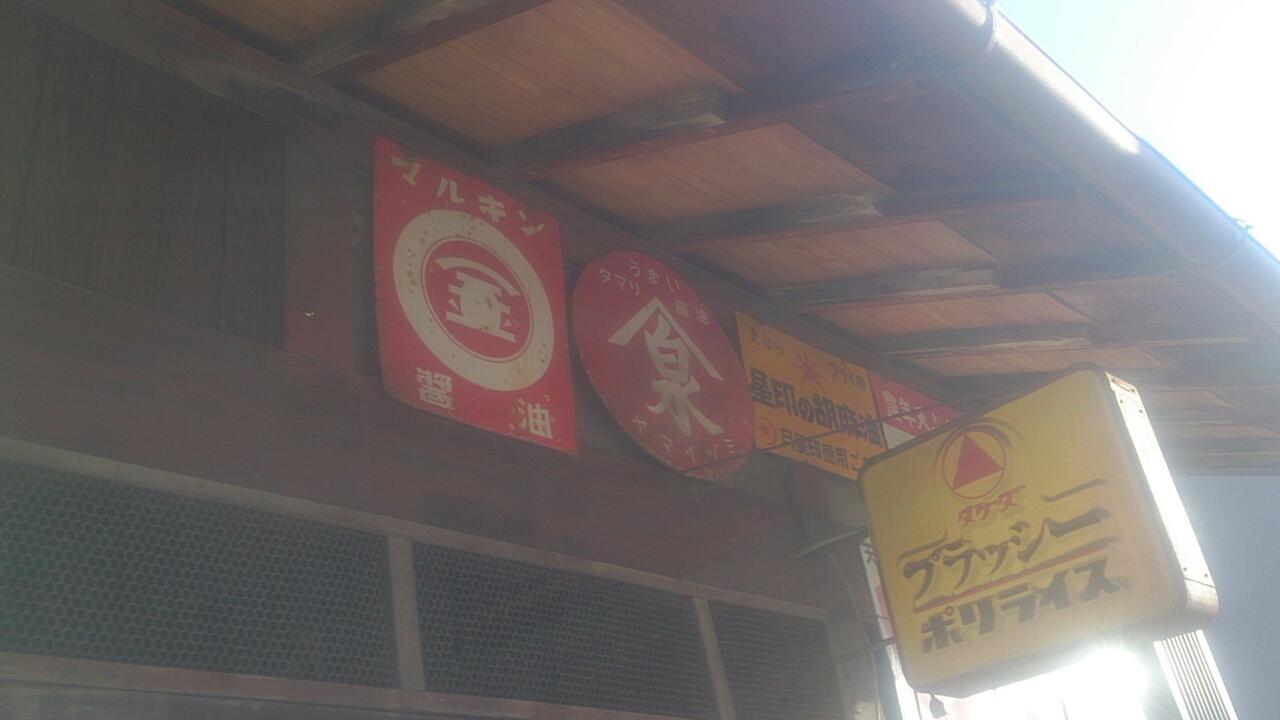 マルキン
金
醤油
うまい
タマリ 醤油
泉
ヤマイヅミ
天ぷら フライ用
星印の胡麻油
タケダ
プラッシー
ポリライス